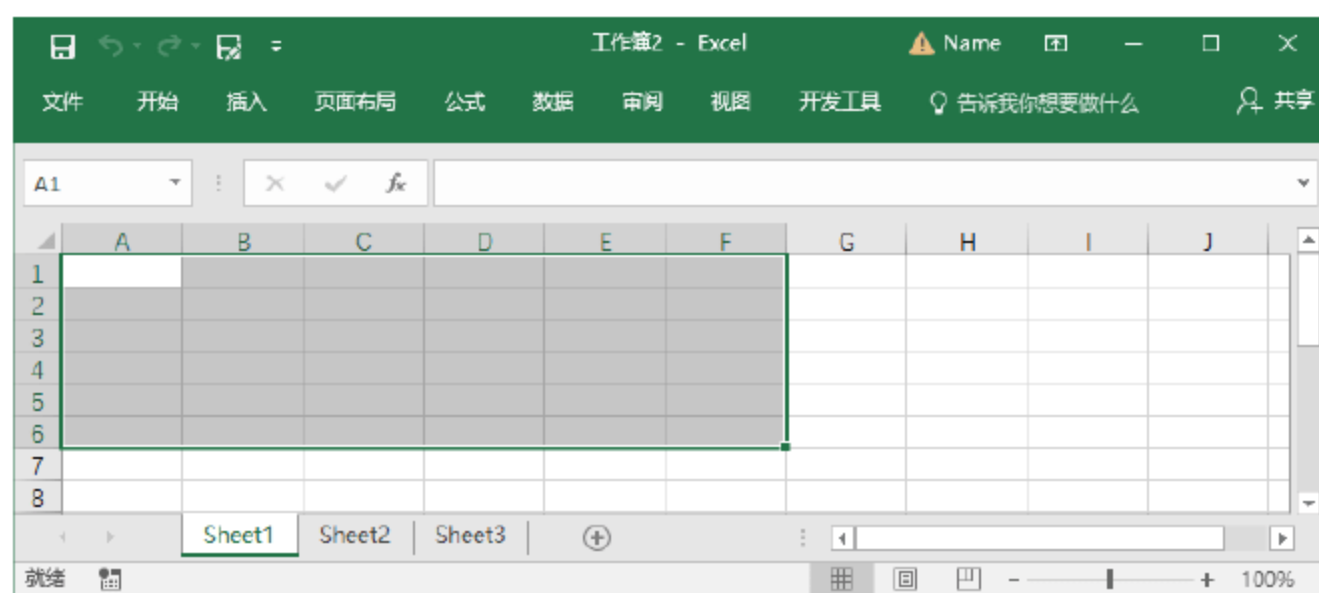 工作簿2 - Excel
Name
文件 开始 插入 页面布局 公式 数据 审阅 视图 开发工具 告诉我你想要做什么 共享
A1 fx
A B C D E F G H I J
1
2
3
4
5
6
7
8
Sheet1 Sheet2 Sheet3
就绪 100%